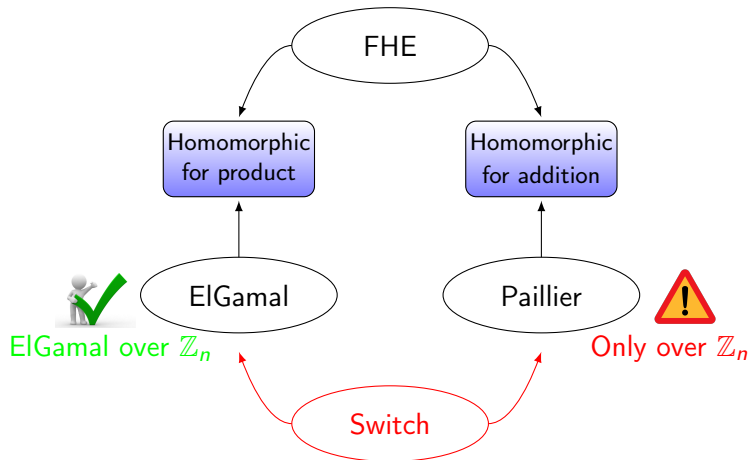 FHE
Homomorphic
for product
Homomorphic
for addition
ElGamal
Paillier
ElGamal over ℤₙ
Only over ℤₙ
Switch